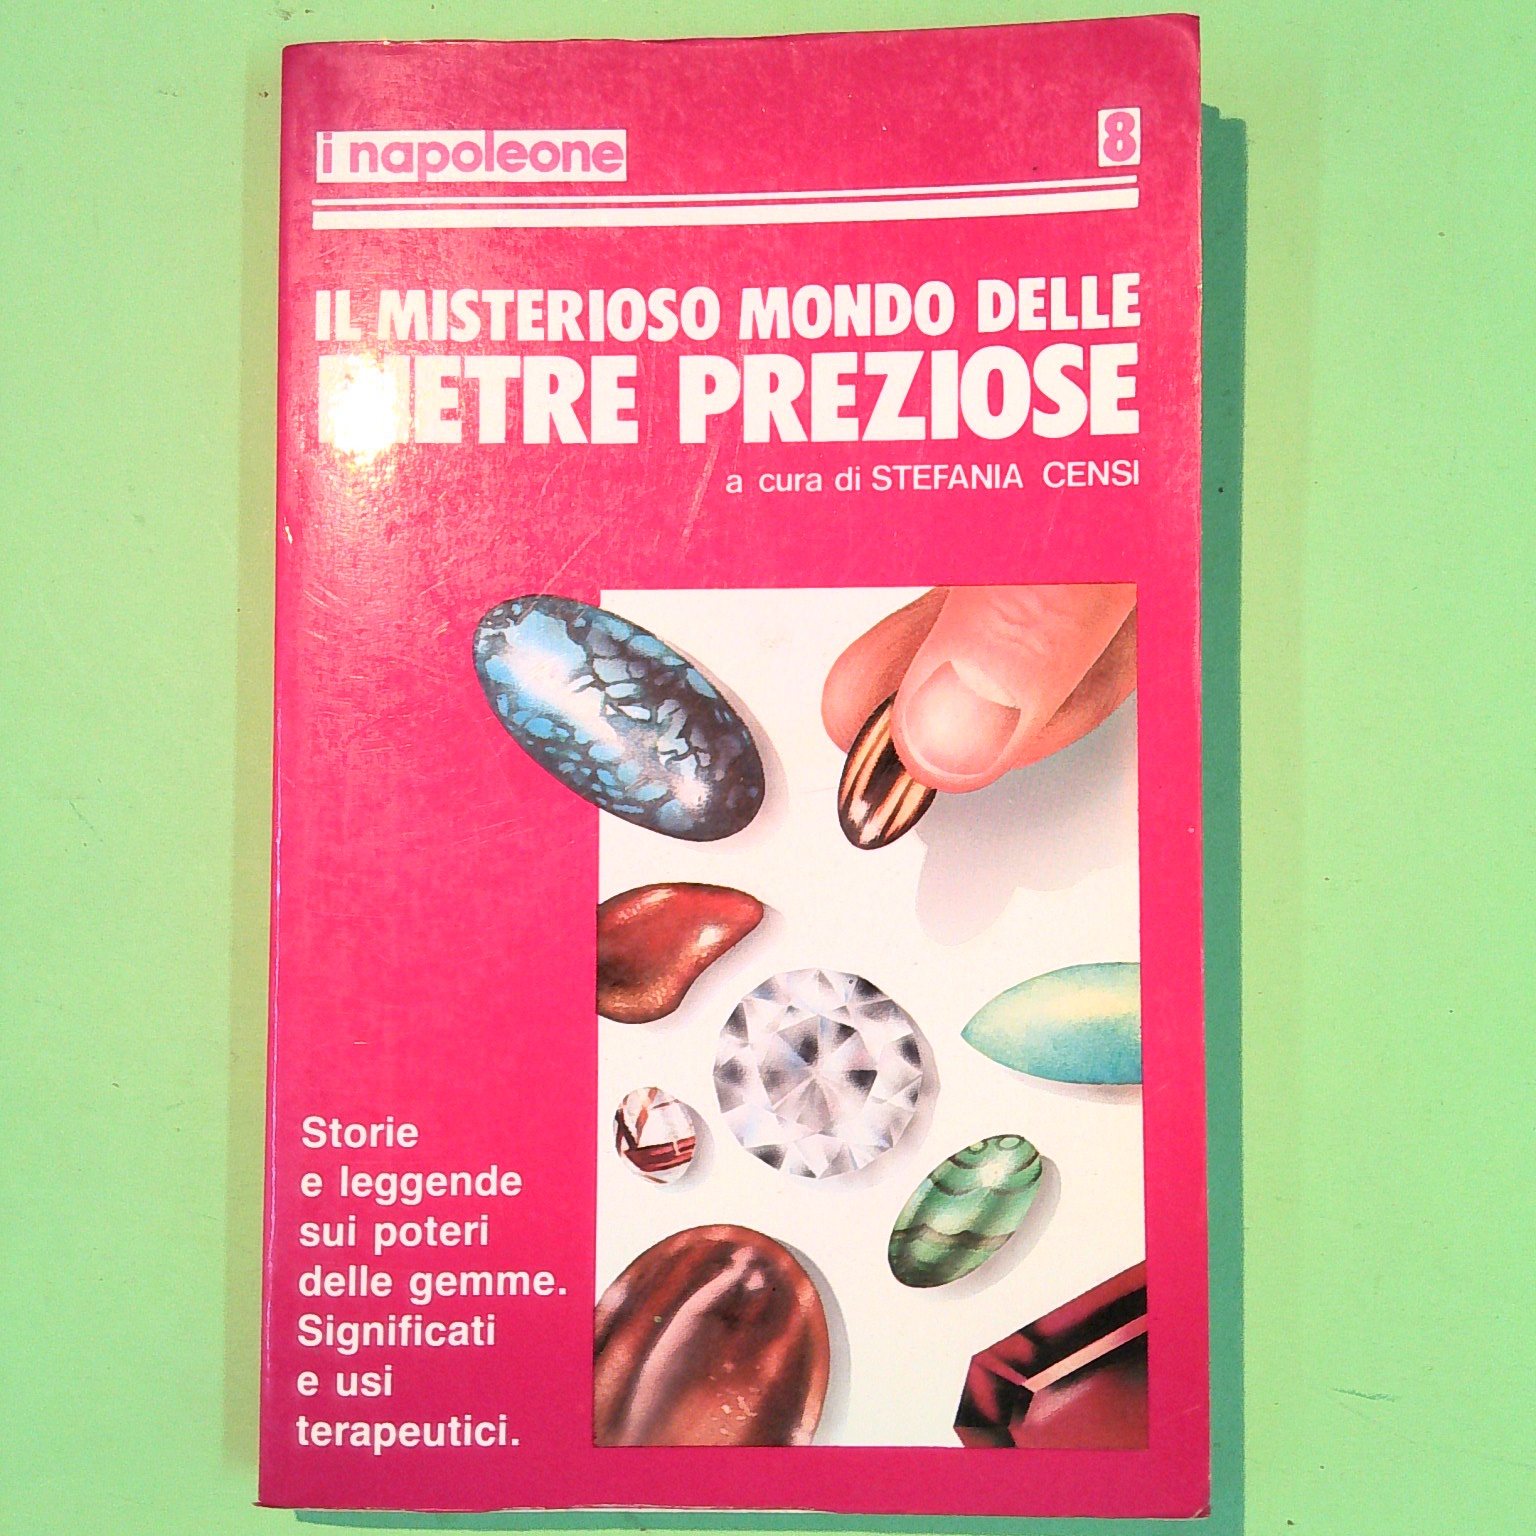 i napoleone
8
IL MISTERIOSO MONDO DELLE
PIETRE PREZIOSE
a cura di STEFANIA CENSI
Storie
e leggende
sui poteri
delle gemme.
Significati
e usi
terapeutici.